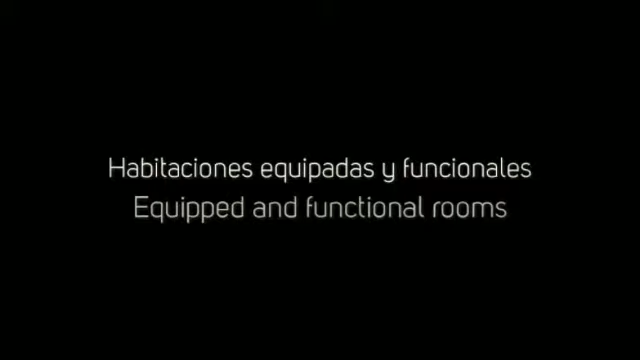 Habitaciones equipadas y funcionales
Equipped and functional rooms